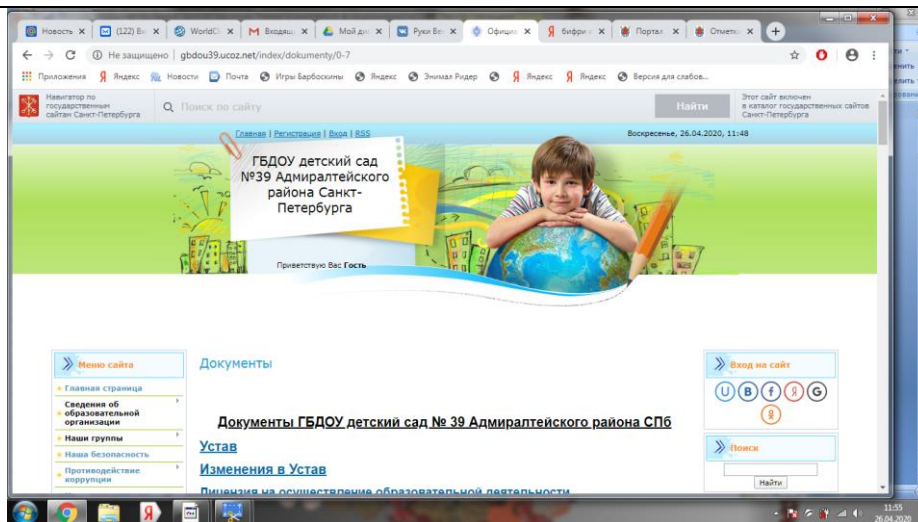 Новость
(122) В
WorldC
Входящ
Мой ди
Руки Ве
Официа
бифри
Портал
Отметк
Не защищено | gbdou39.ucoz.net/index/dokumenty/0-7
Приложения Яндекс Новости Почта Игры Барбоскины Яндекс Энимал Ридер Яндекс Яндекс Версия для слабов...
Навигатор по
государственным
сайтам Санкт-Петербурга
Поиск по сайту
Найти
Этот сайт включен
в каталог государственных сайтов
Санкт-Петербурга
Главная | Регистрация | Вход | RSS
Воскресенье, 26.04.2020, 11:48
ГБДОУ детский сад
№39 Адмиралтейского
района Санкт-
Петербурга
Приветствую Вас Гость
Меню сайта
Главная страница
Сведения об
образовательной
организации
Наши группы
Наша безопасность
Противодействие
коррупции
Документы
Документы ГБДОУ детский сад № 39 Адмиралтейского района СПб
Устав
Изменения в Устав
Лицензия на осуществление образовательной деятельности
Вход на сайт
Поиск
Найти
11:55
26.04.2020